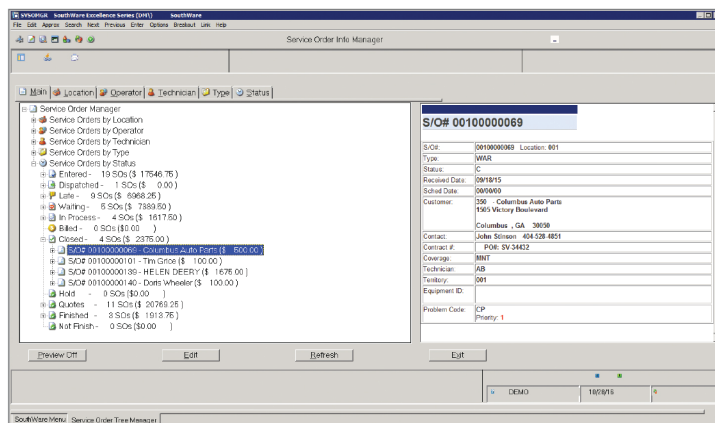 SYSOMGR SouthWare Excellence Series (DM1) SouthWare
File Edit Approx Search Next Previous Enter Options Breakout Link Help
Service Order Info Manager
Main Location Operator Technician Type Status
Service Order Manager
Service Orders by Location
Service Orders by Operator
Service Orders by Technician
Service Orders by Type
Service Orders by Status
Entered - 19 SOs ($ 17546.75 )
Dispatched - 1 SOs ($ 0.00 )
Late - 9 SOs ($ 6968.25 )
Waiting - 5 SOs ($ 7389.50 )
In Process - 4 SOs ($ 1617.50 )
Billed - 0 SOs ($0.00 )
Closed - 4 SOs ($ 2375.00 )
S/O# 00100000069 - Columbus Auto Parts ($ 500.00 )
S/O# 00100000101 - Tim Grice ($ 100.00 )
S/O# 00100000139 - HELEN DEERY ($ 1675.00 )
S/O# 00100000140 - Doris Wheeler ($ 100.00 )
Hold - 0 SOs ($0.00 )
Quotes - 11 SOs ($ 20769.25 )
Finished - 3 SOs ($ 1913.75 )
Not Finish - 0 SOs ($0.00 )
S/O# 00100000069
S/O#: 00100000069 Location: 001
Type: WAR
Status: C
Received Date: 09/18/15
Sched Date: 00/00/00
Customer: 350 - Columbus Auto Parts
1505 Victory Boulevard
Columbus , GA 30050
Contact: John Stinson 404-528-4851
Contract #: PO#: SV-34432
Coverage: MNT
Technician: AB
Territory: 001
Equipment ID:
Problem Code: CP
Priority: 1
Preview Off Edit Refresh Exit
DEMO 10/28/16
SouthWare Menu Service Order Tree Manager